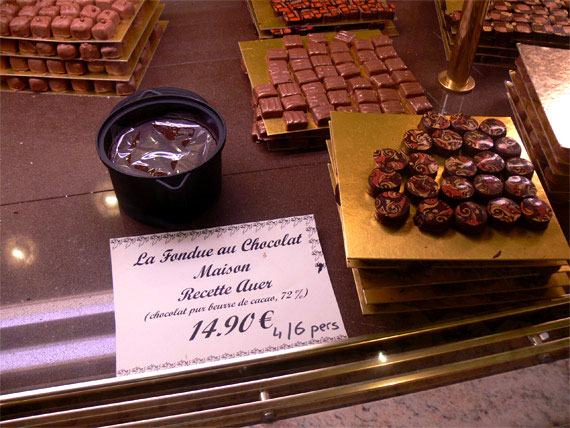 La Fondue au Chocolat
Maison
Recette Auer
(chocolat pur beurre de cacao, 72%)
14.90 € 4/6 pers